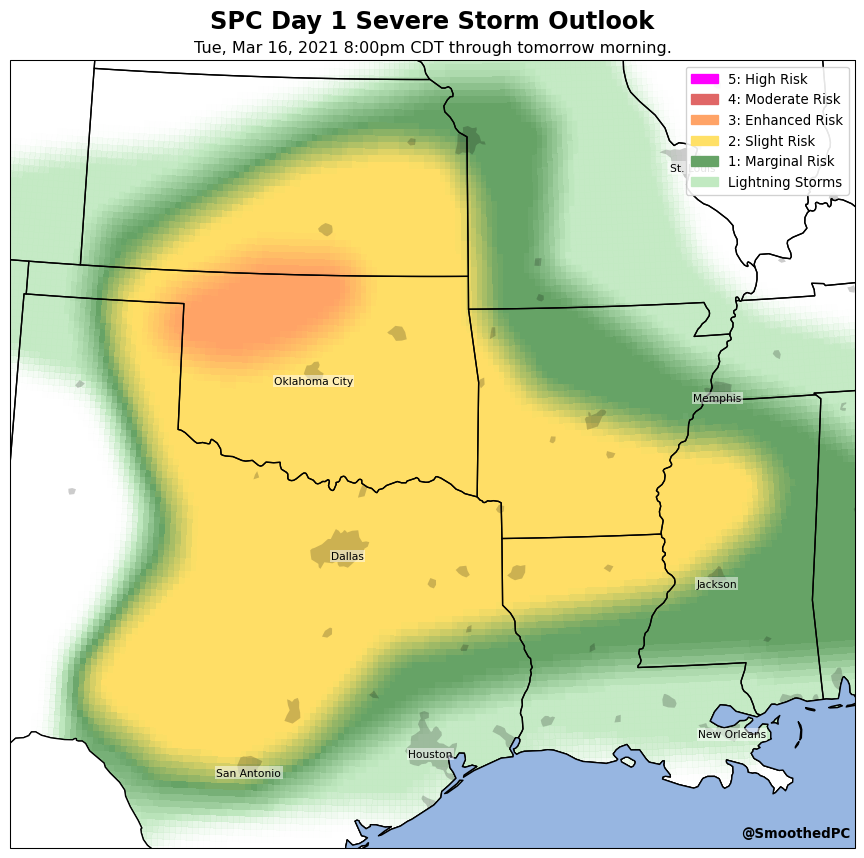 SPC Day 1 Severe Storm Outlook
Tue, Mar 16, 2021 8:00pm CDT through tomorrow morning.
5: High Risk
4: Moderate Risk
3: Enhanced Risk
2: Slight Risk
1: Marginal Risk
Lightning Storms
St. Louis
Oklahoma City
Memphis
Dallas
Jackson
New Orleans
Houston
San Antonio
@SmoothedPC